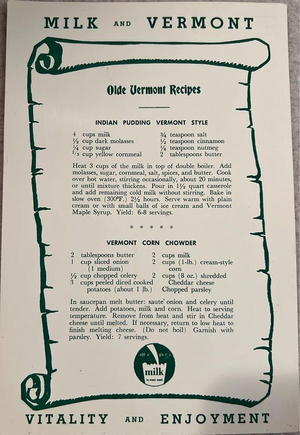 MILK AND VERMONT
Olde Vermont Recipes
INDIAN PUDDING VERMONT STYLE
4 cups milk
½ cup dark molasses
¼ cup sugar
⅓ cup yellow cornmeal
¾ teaspoon salt
½ teaspoon cinnamon
¼ teaspoon nutmeg
2 tablespoons butter
Heat 3 cups of the milk in top of double boiler. Add
molasses, sugar, cornmeal, salt, spices, and butter. Cook
over hot water, stirring occasionally, about 20 minutes,
or until mixture thickens. Pour in 1½ quart casserole
and add remaining cold milk without stirring. Bake in
slow oven (300°F.) 2½ hours. Serve warm with plain
cream or with small balls of ice cream and Vermont
Maple Syrup. Yield: 6-8 servings.
* * * * *
VERMONT CORN CHOWDER
2 tablespoons butter
1 cup sliced onion
(1 medium)
½ cup chopped celery
3 cups peeled diced cooked
potatoes (about 1 lb.)
2 cups milk
2 cups (1-lb.) cream-style
corn
2 cups (8 oz.) shredded
Cheddar cheese
Chopped parsley
In saucepan melt butter: saute' onion and celery until
tender. Add potatoes, milk and corn. Heat to serving
temperature. Remove from heat and stir in Cheddar
cheese until melted. If necessary, return to low heat to
finish melting cheese. (Do not boil) Garnish with
parsley. Yield: 7 servings.
milk
VITALITY AND ENJOYMENT